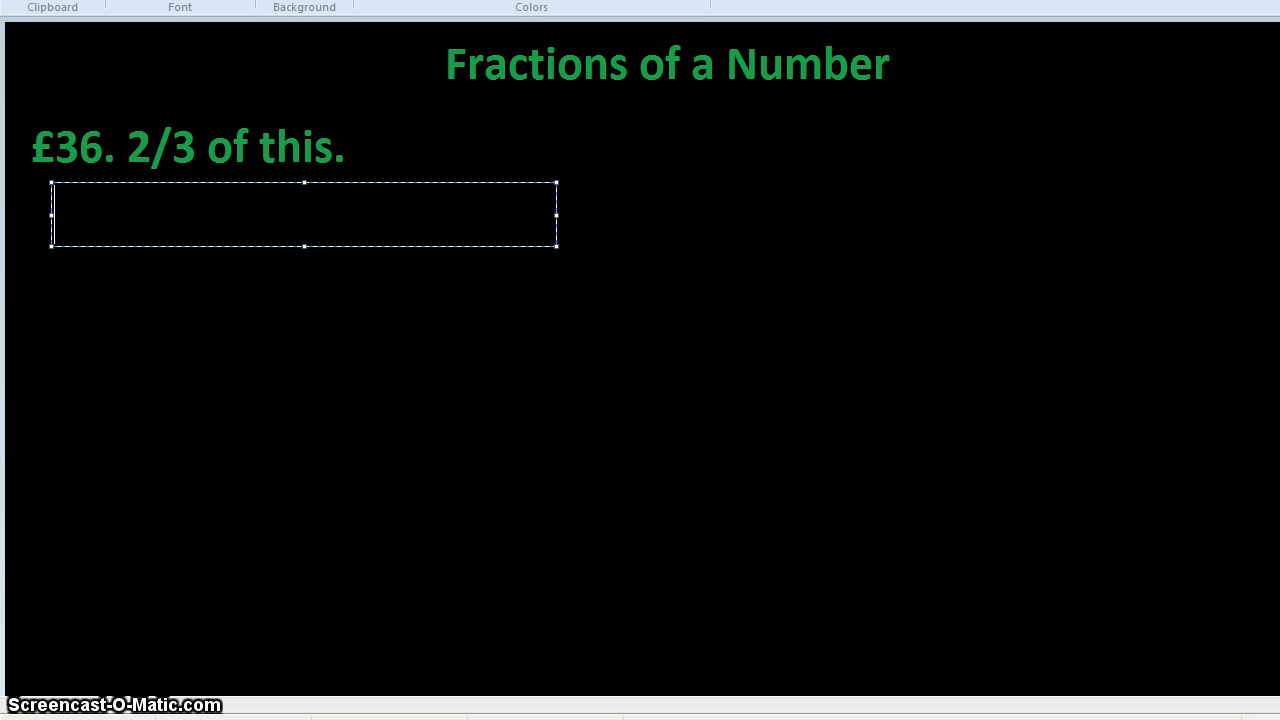 Clipboard Font Background Colors
Fractions of a Number
£36. 2/3 of this.
Screencast-O-Matic.com